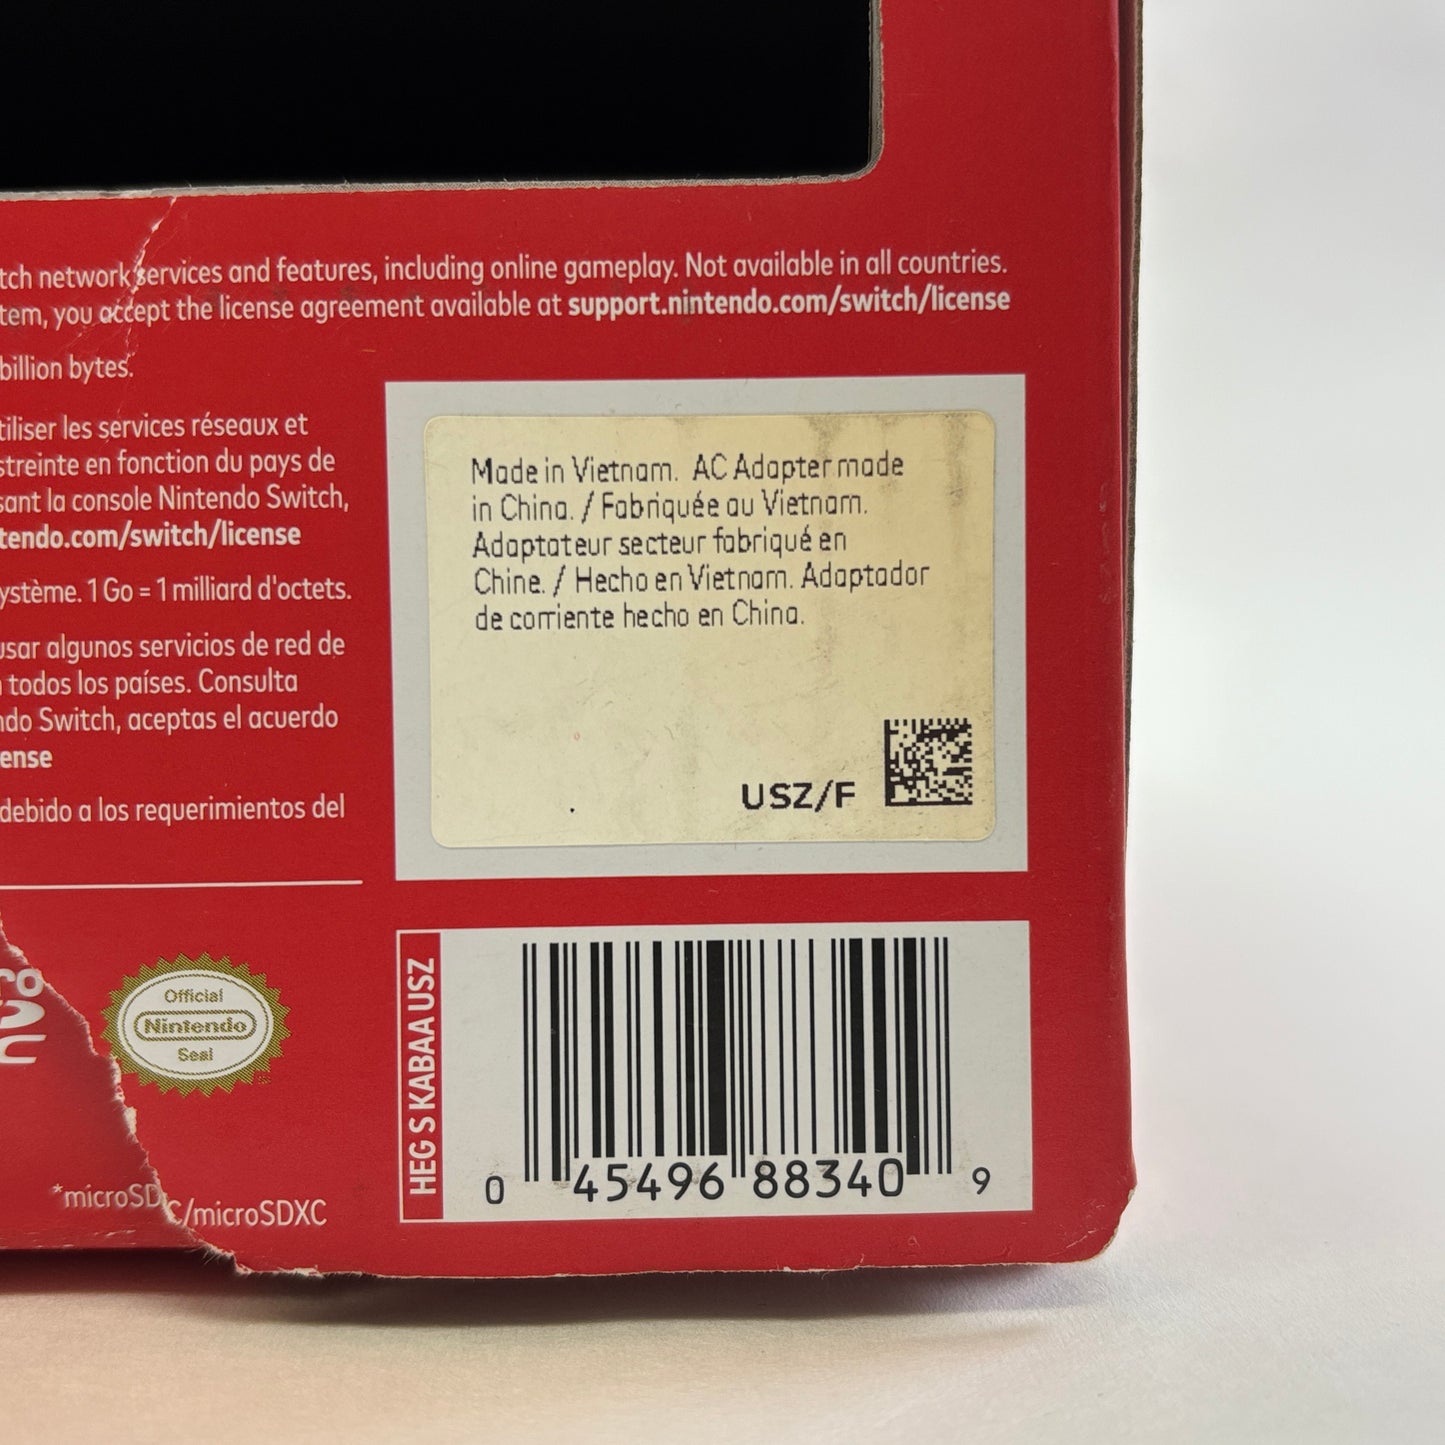 tch network services and features, including online gameplay. Not available in all countries.
tem, you accept the license agreement available at support.nintendo.com/switch/license
billion bytes.
tiliser les services réseaux et
streinte en fonction du pays de
sant la console Nintendo Switch,
tendo.com/switch/license
ystème. 1 Go = 1 milliard d'octets.
usar algunos servicios de red de
n todos los países. Consulta
ndo Switch, aceptas el acuerdo
ense
debido a los requerimientos del
Made in Vietnam. AC Adapter made
in China. / Fabriquée au Vietnam.
Adaptateur secteur fabriqué en
Chine. / Hecho en Vietnam. Adaptador
de corriente hecho en China.
USZ/F
ro
C
Official
Nintendo
Seal
*microSD
C/microSDXC
HEG S KABAA USZ
0 45496 88340 9